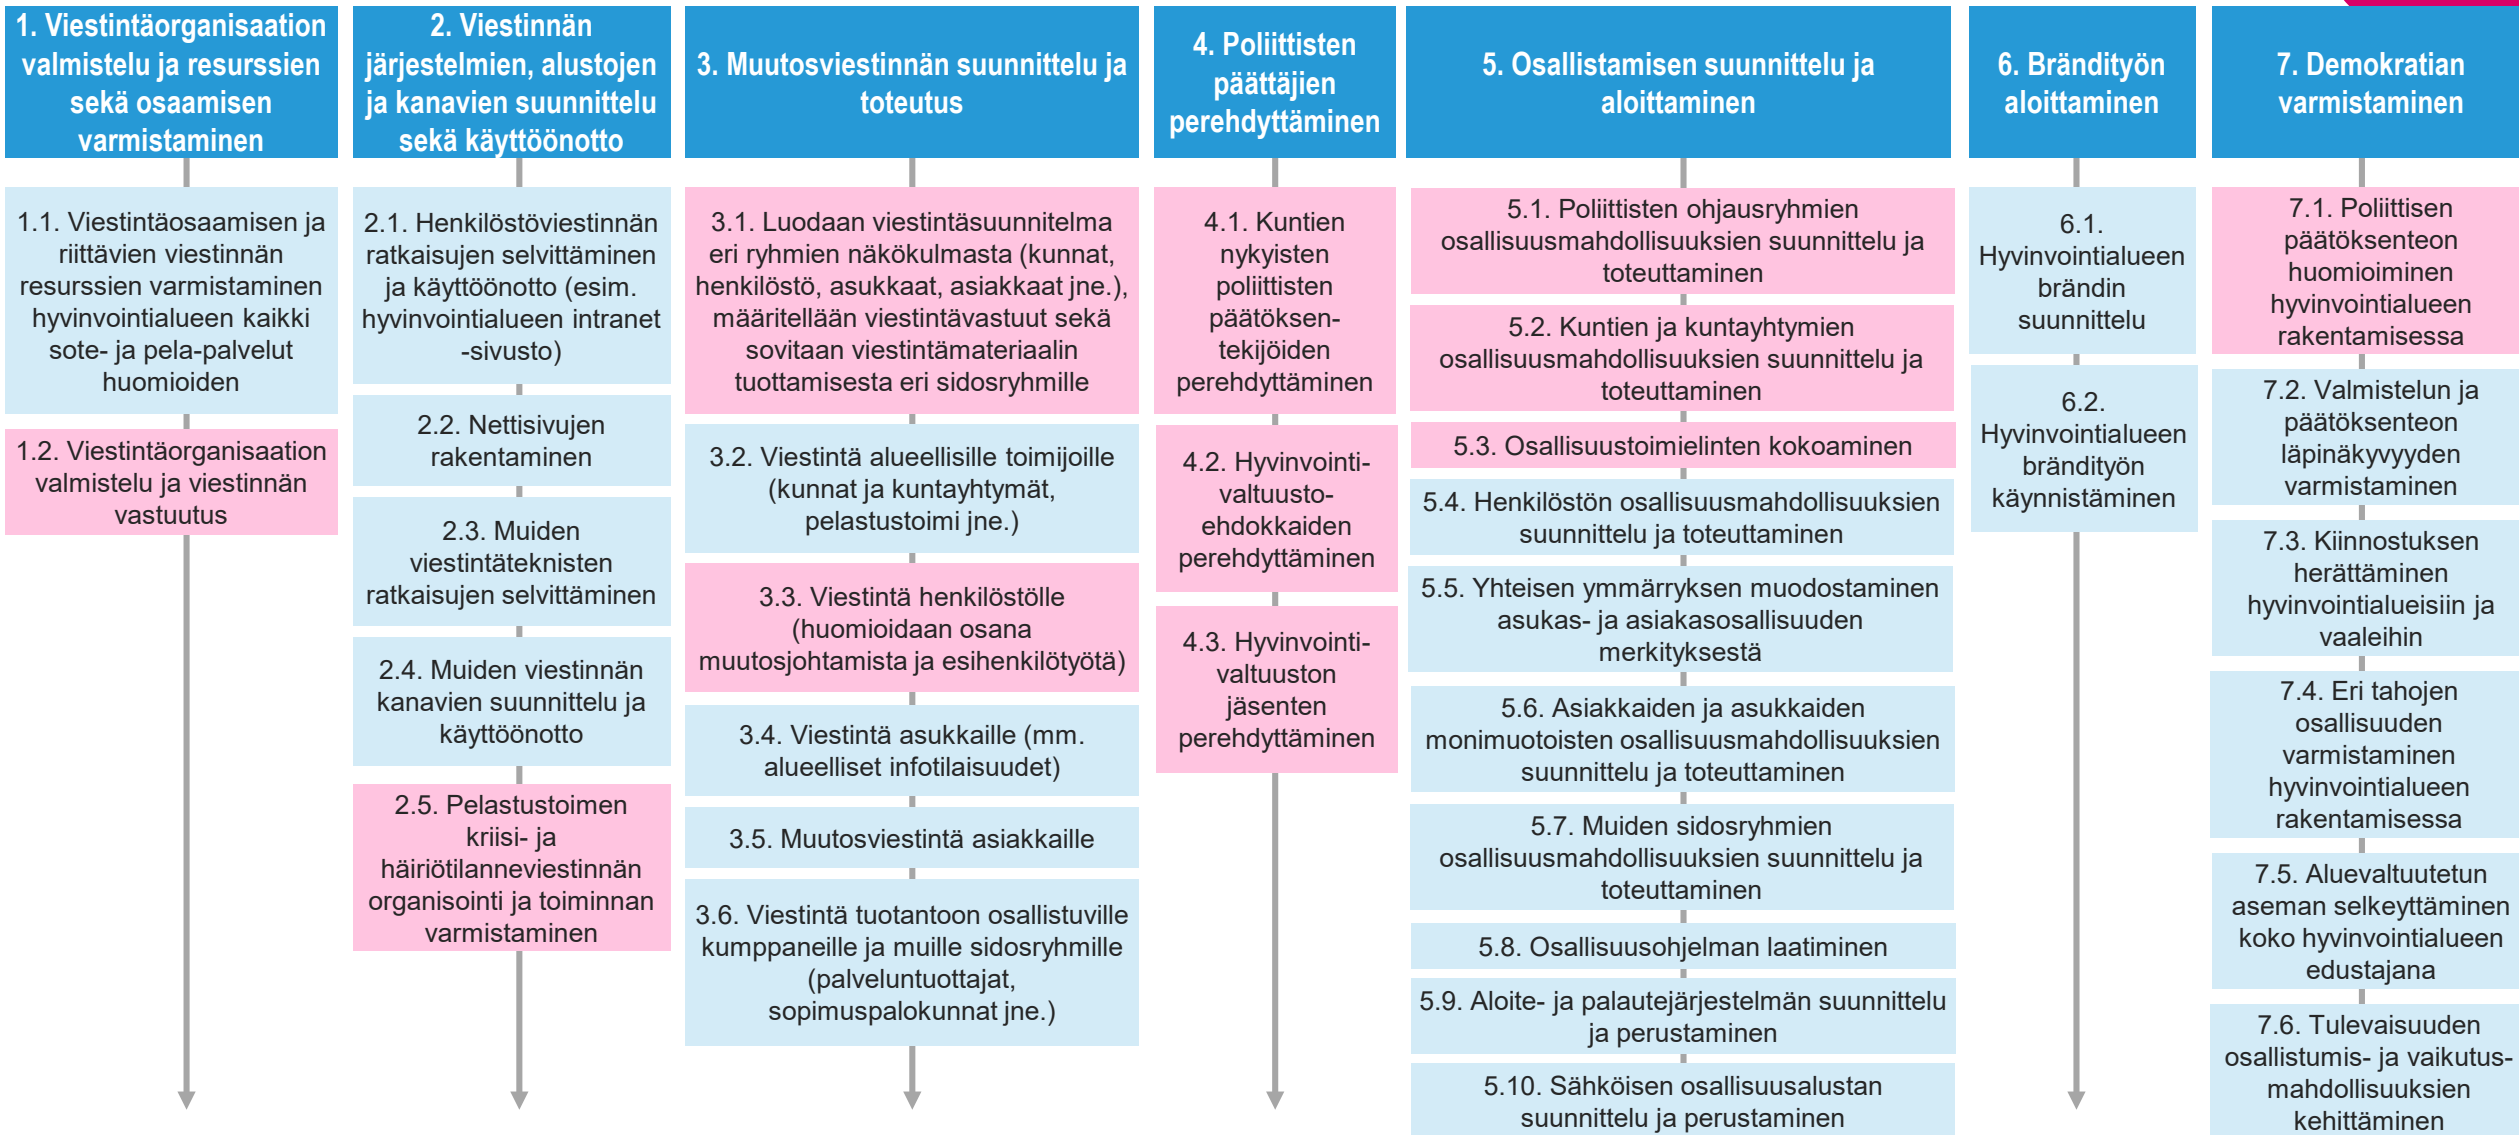 1. Viestintäorganisaation
valmistelu ja resurssien
sekä osaamisen
varmistaminen
1.1. Viestintäosaamisen ja
riittävien viestinnän
resurssien varmistaminen
hyvinvointialueen kaikki
sote- ja pela-palvelut
huomioiden
1.2. Viestintäorganisaation
valmistelu ja viestinnän
vastuutus
2. Viestinnän
järjestelmien, alustojen
ja kanavien suunnittelu
sekä käyttöönotto
2.1. Henkilöstöviestinnän
ratkaisujen selvittäminen
ja käyttöönotto (esim.
hyvinvointialueen intranet
-sivusto)
2.2. Nettisivujen
rakentaminen
2.3. Muiden
viestintäteknisten
ratkaisujen selvittäminen
2.4. Muiden viestinnän
kanavien suunnittelu ja
käyttöönotto
2.5. Pelastustoimen
kriisi- ja
häiriötilanneviestinnän
organisointi ja toiminnan
varmistaminen
3. Muutosviestinnän suunnittelu ja
toteutus
3.1. Luodaan viestintäsuunnitelma
eri ryhmien näkökulmasta (kunnat,
henkilöstö, asukkaat, asiakkaat jne.),
määritellään viestintävastuut sekä
sovitaan viestintämateriaalin
tuottamisesta eri sidosryhmille
3.2. Viestintä alueellisille toimijoille
(kunnat ja kuntayhtymät,
pelastustoimi jne.)
3.3. Viestintä henkilöstölle
(huomioidaan osana
muutosjohtamista ja esihenkilötyötä)
3.4. Viestintä asukkaille (mm.
alueelliset infotilaisuudet)
3.5. Muutosviestintä asiakkaille
3.6. Viestintä tuotantoon osallistuville
kumppaneille ja muille sidosryhmille
(palveluntuottajat,
sopimuspalokunnat jne.)
4. Poliittisten
päättäjien
perehdyttäminen
4.1. Kuntien
nykyisten
poliittisten
päätöksen-
tekijöiden
perehdyttäminen
4.2. Hyvinvointi-
valtuusto-
ehdokkaiden
perehdyttäminen
4.3. Hyvinvointi-
valtuuston
jäsenten
perehdyttäminen
5. Osallistamisen suunnittelu ja
aloittaminen
5.1. Poliittisten ohjausryhmien
osallisuusmahdollisuuksien suunnittelu ja
toteuttaminen
5.2. Kuntien ja kuntayhtymien
osallisuusmahdollisuuksien suunnittelu ja
toteuttaminen
5.3. Osallisuustoimielinten kokoaminen
5.4. Henkilöstön osallisuusmahdollisuuksien
suunnittelu ja toteuttaminen
5.5. Yhteisen ymmärryksen muodostaminen
asukas- ja asiakasosallisuuden
merkityksestä
5.6. Asiakkaiden ja asukkaiden
monimuotoisten osallisuusmahdollisuuksien
suunnittelu ja toteuttaminen
5.7. Muiden sidosryhmien
osallisuusmahdollisuuksien suunnittelu ja
toteuttaminen
5.8. Osallisuusohjelman laatiminen
5.9. Aloite- ja palautejärjestelmän suunnittelu
ja perustaminen
5.10. Sähköisen osallisuusalustan
suunnittelu ja perustaminen
6. Brändityön
aloittaminen
6.1.
Hyvinvointialueen
brändin
suunnittelu
6.2.
Hyvinvointialueen
brändityön
käynnistäminen
7. Demokratian
varmistaminen
7.1. Poliittisen
päätöksenteon
huomioiminen
hyvinvointialueen
rakentamisessa
7.2. Valmistelun ja
päätöksenteon
läpinäkyvyyden
varmistaminen
7.3. Kiinnostuksen
herättäminen
hyvinvointialueisiin ja
vaaleihin
7.4. Eri tahojen
osallisuuden
varmistaminen
hyvinvointialueen
rakentamisessa
7.5. Aluevaltuutetun
aseman selkeyttäminen
koko hyvinvointialueen
edustajana
7.6. Tulevaisuuden
osallistumis- ja vaikutus-
mahdollisuuksien
kehittäminen